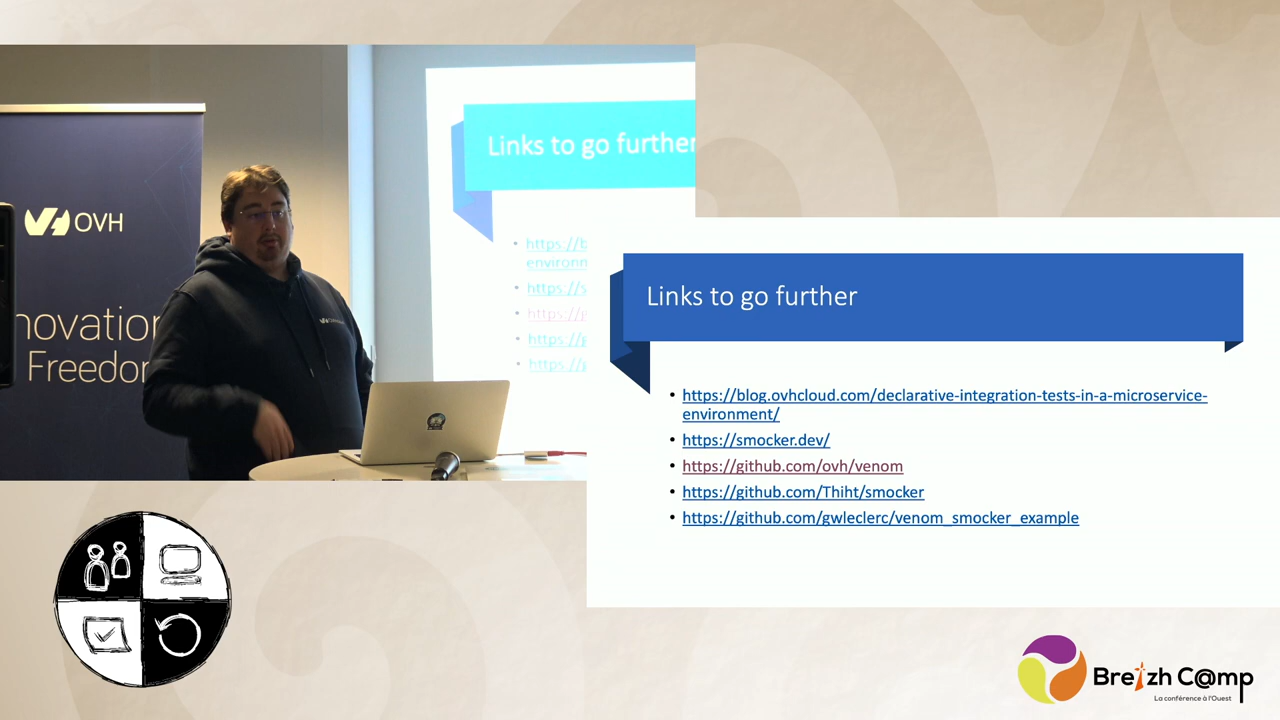 OVH
novation
Freedom
Links to go further
https://b
environm
https://s
https://g
https://g
https://g
Links to go further
• https://blog.ovhcloud.com/declarative-integration-tests-in-a-microservice-
environment/
• https://smocker.dev/
• https://github.com/ovh/venom
• https://github.com/Thiht/smocker
• https://github.com/gwleclerc/venom_smocker_example
Breizh C@mp
La conférence à l'Ouest